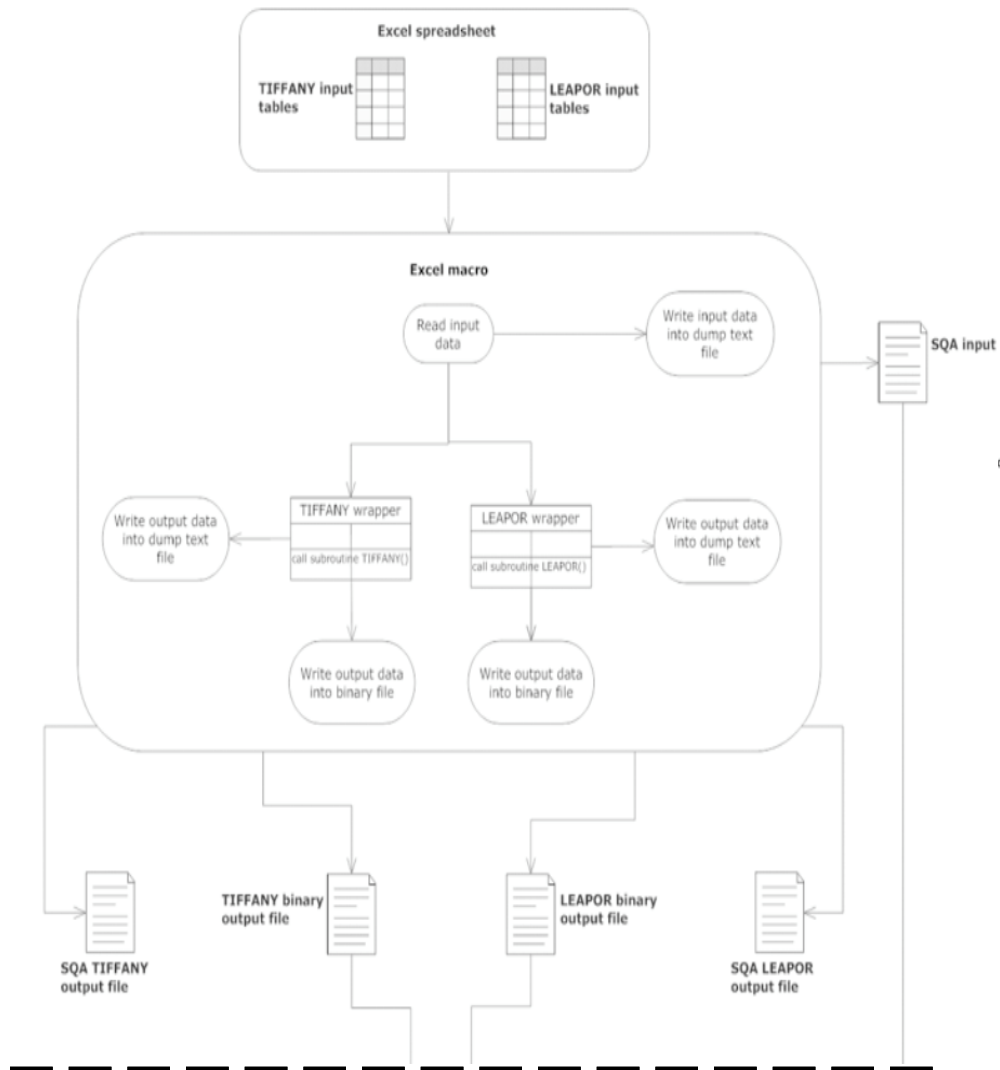 Excel spreadsheet
TIFFANY input
tables
LEAPOR input
tables
Excel macro
Read input
data
Write input data
into dump text
file
SQA input
TIFFANY wrapper
call subroutine TIFFANY()
LEAPOR wrapper
call subroutine LEAPOR()
Write output data
into dump text
file
Write output data
into dump text
file
Write output data
into binary file
Write output data
into binary file
TIFFANY binary
output file
LEAPOR binary
output file
SQA TIFFANY
output file
SQA LEAPOR
output file